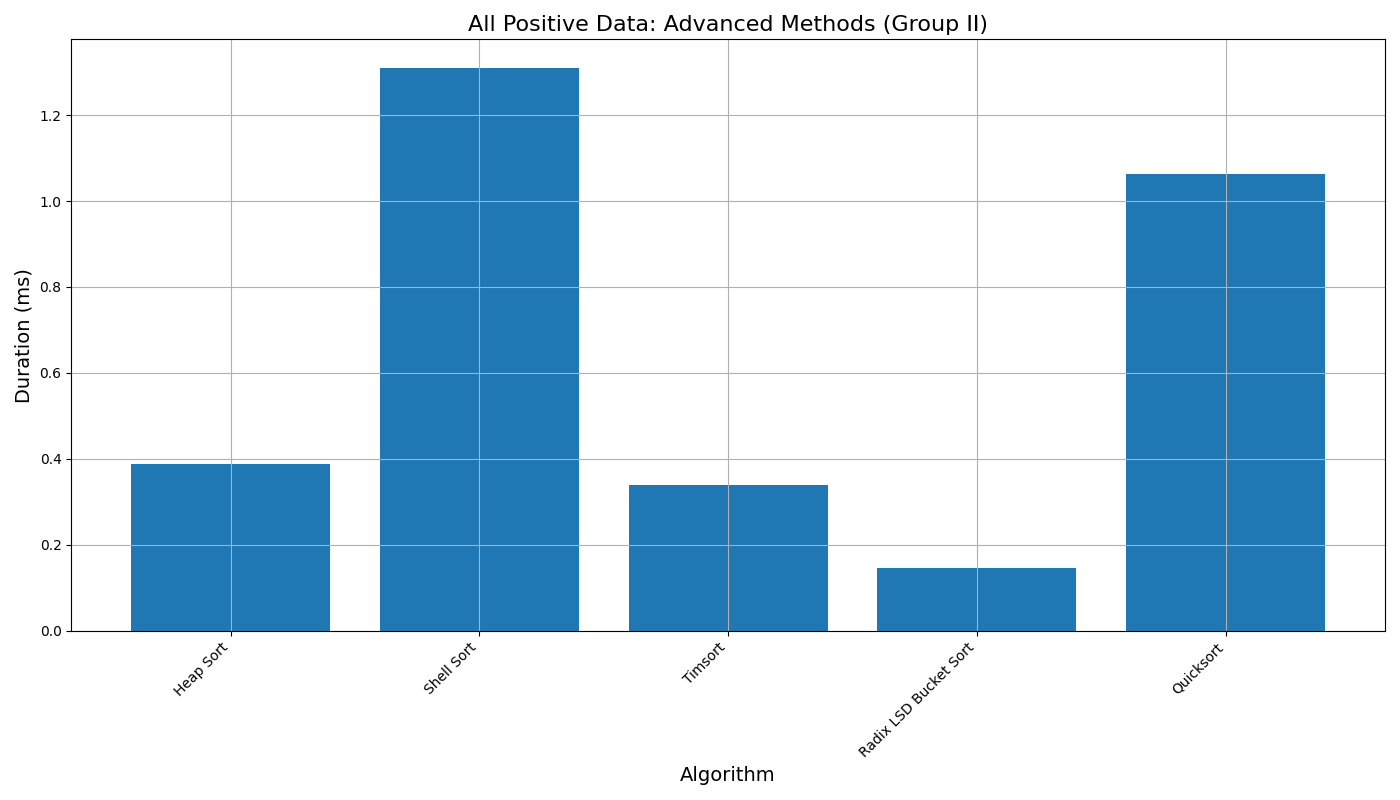 All Positive Data: Advanced Methods (Group II)
Duration (ms)
1.2
1.0
0.8
0.6
0.4
0.2
0.0
Heap Sort
Shell Sort
Timsort
Radix LSD Bucket Sort
Quicksort
Algorithm